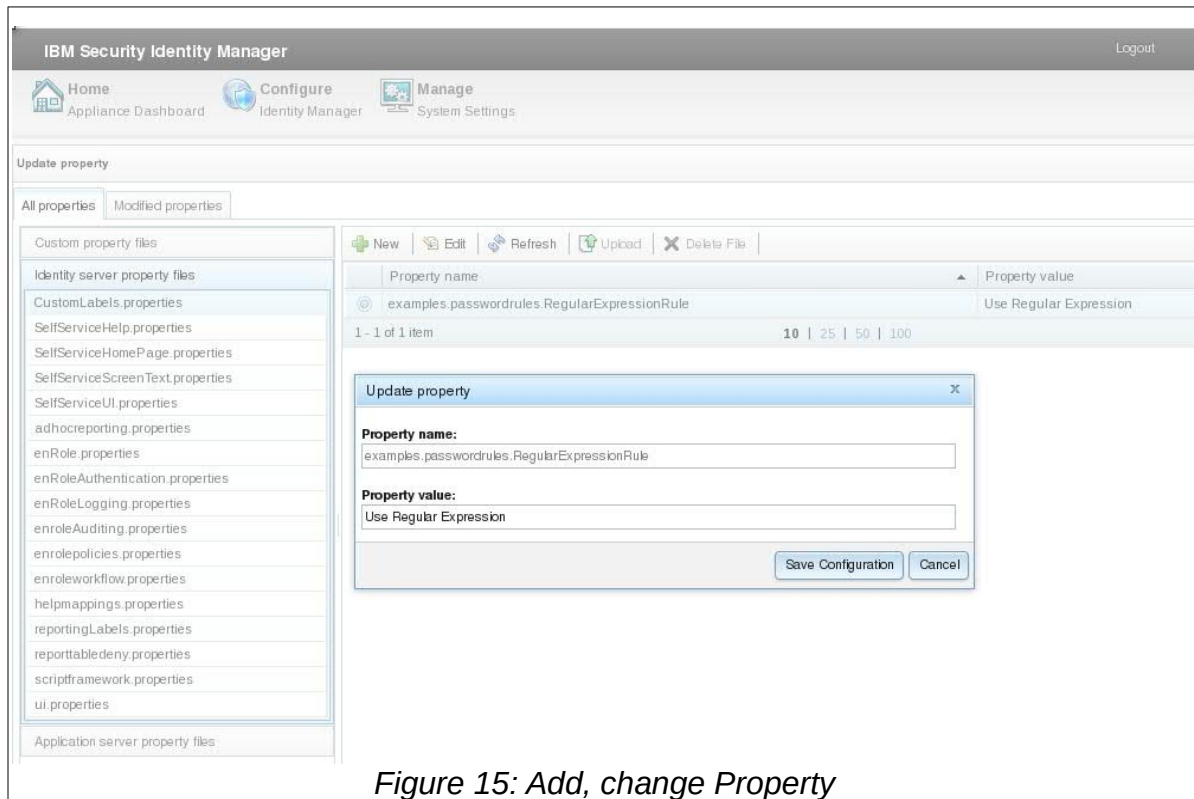 IBM Security Identity Manager
Logout
Home
Appliance Dashboard
Configure
Identity Manager
Manage
System Settings
Update property
All properties
Modified properties
Custom property files
Identity server property files
CustomLabels.properties
SelfServiceHelp.properties
SelfServiceHomePage.properties
SelfServiceScreenText.properties
SelfServiceUI.properties
adhocreporting.properties
enRole.properties
enRoleAuthentication.properties
enRoleLogging.properties
enroleAuditing.properties
enrolepolicies.properties
enroleworkflow.properties
helpmappings.properties
reportingLabels.properties
reporttabledeny.properties
scriptframework.properties
ui.properties
Application server property files
New | Edit | Refresh | Upload | Delete File |
Property name Property value
examples.passwordrules.RegularExpressionRule Use Regular Expression
1 - 1 of 1 item 10 | 25 | 50 | 100
Update property x
Property name:
examples.passwordrules.RegularExpressionRule
Property value:
Use Regular Expression
Save Configuration Cancel
Figure 15: Add, change Property